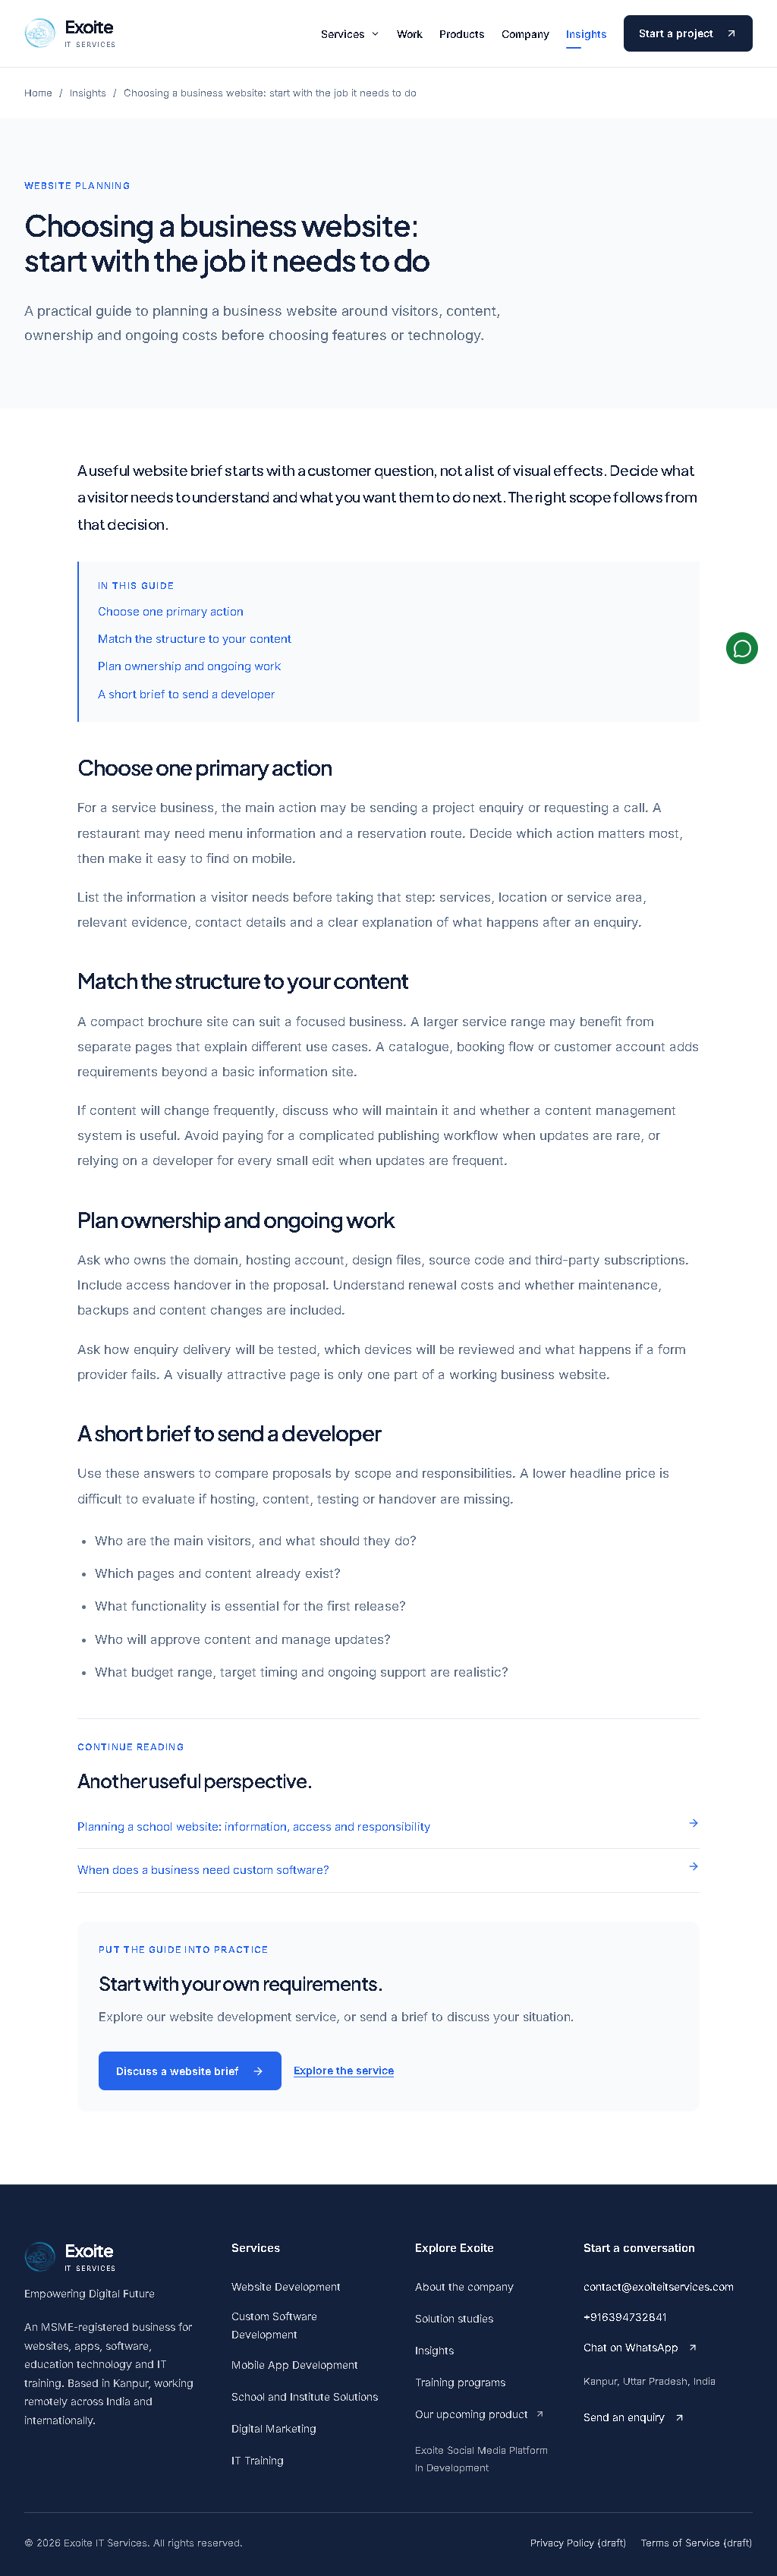 Exoite
IT SERVICES
Services
Work
Products
Company
Insights
Start a project
Home / Insights / Choosing a business website: start with the job it needs to do
WEBSITE PLANNING
Choosing a business website:
start with the job it needs to do
A practical guide to planning a business website around visitors, content,
ownership and ongoing costs before choosing features or technology.
A useful website brief starts with a customer question, not a list of visual effects. Decide what
a visitor needs to understand and what you want them to do next. The right scope follows from
that decision.
IN THIS GUIDE
Choose one primary action
Match the structure to your content
Plan ownership and ongoing work
A short brief to send a developer
Choose one primary action
For a service business, the main action may be sending a project enquiry or requesting a call. A
restaurant may need menu information and a reservation route. Decide which action matters most,
then make it easy to find on mobile.
List the information a visitor needs before taking that step: services, location or service area,
relevant evidence, contact details and a clear explanation of what happens after an enquiry.
Match the structure to your content
A compact brochure site can suit a focused business. A larger service range may benefit from
separate pages that explain different use cases. A catalogue, booking flow or customer account adds
requirements beyond a basic information site.
If content will change frequently, discuss who will maintain it and whether a content management
system is useful. Avoid paying for a complicated publishing workflow when updates are rare, or
relying on a developer for every small edit when updates are frequent.
Plan ownership and ongoing work
Ask who owns the domain, hosting account, design files, source code and third-party subscriptions.
Include access handover in the proposal. Understand renewal costs and whether maintenance,
backups and content changes are included.
Ask how enquiry delivery will be tested, which devices will be reviewed and what happens if a form
provider fails. A visually attractive page is only one part of a working business website.
A short brief to send a developer
Use these answers to compare proposals by scope and responsibilities. A lower headline price is
difficult to evaluate if hosting, content, testing or handover are missing.
• Who are the main visitors, and what should they do?
• Which pages and content already exist?
• What functionality is essential for the first release?
• Who will approve content and manage updates?
• What budget range, target timing and ongoing support are realistic?
CONTINUE READING
Another useful perspective.
Planning a school website: information, access and responsibility
When does a business need custom software?
PUT THE GUIDE INTO PRACTICE
Start with your own requirements.
Explore our website development service, or send a brief to discuss your situation.
Discuss a website brief
Explore the service
Exoite
IT SERVICES
Empowering Digital Future
An MSME-registered business for
websites, apps, software,
education technology and IT
training. Based in Kanpur, working
remotely across India and
internationally.
Services
Website Development
Custom Software
Development
Mobile App Development
School and Institute Solutions
Digital Marketing
IT Training
Explore Exoite
About the company
Solution studies
Insights
Training programs
Our upcoming product
Exoite Social Media Platform
In Development
Start a conversation
contact@exoiteitservices.com
+916394732841
Chat on WhatsApp
Kanpur, Uttar Pradesh, India
Send an enquiry
© 2026 Exoite IT Services. All rights reserved.
Privacy Policy (draft)
Terms of Service (draft)